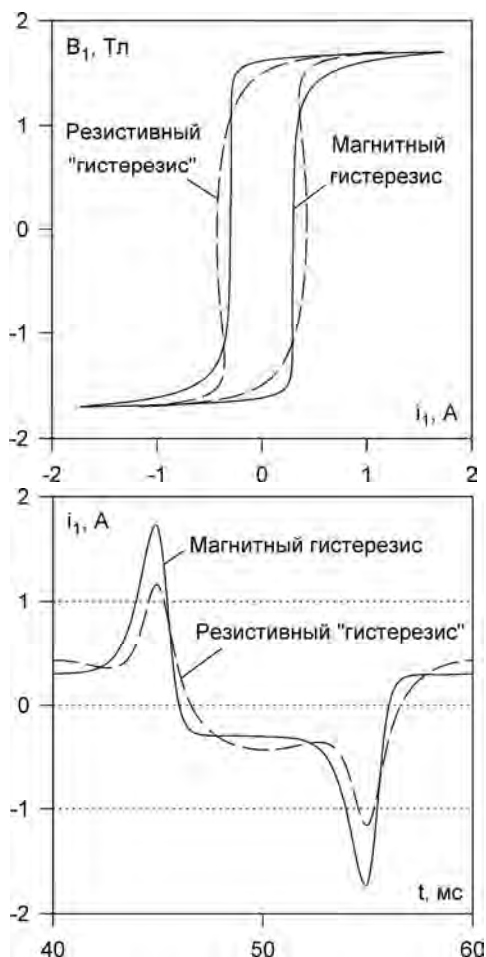 2
B₁, Тл
1
Резистивный
"гистерезис"
Магнитный
гистерезис
0
-1
i₁, А
-2
-2
-1
0
1
2
2
i₁, А
Магнитный гистерезис
1
Резистивный "гистерезис"
0
-1
t, мс
-2
40
50
60